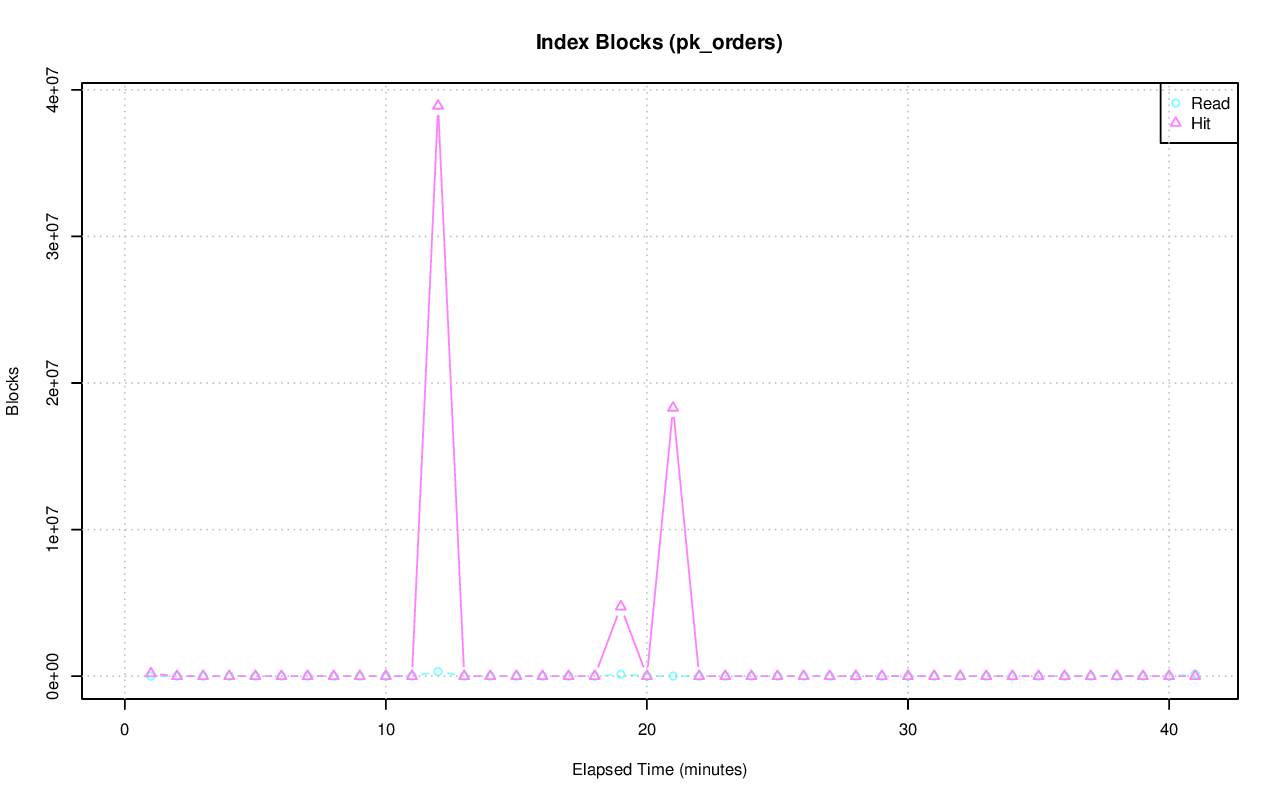 Index Blocks (pk_orders)
4e+07
3e+07
2e+07
1e+07
0e+00
Blocks
Read
Hit
0 10 20 30 40
Elapsed Time (minutes)